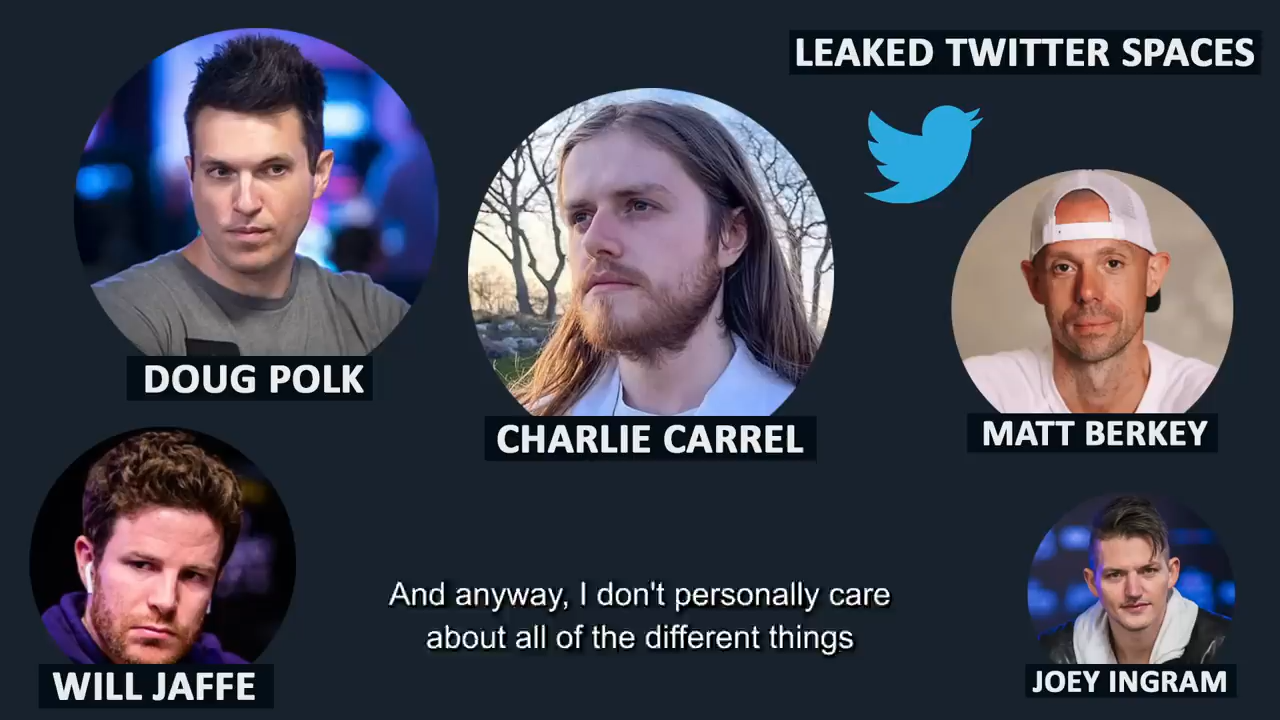 LEAKED TWITTER SPACES
DOUG POLK
CHARLIE CARREL
MATT BERKEY
And anyway, I don't personally care
about all of the different things
WILL JAFFE
JOEY INGRAM